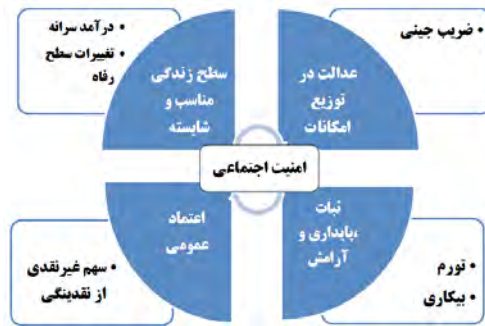 • ضریب جینی
عدالت در
توزیع
امکانات
• درآمد سرانه
• تغییرات سطح
رفاه
سطح زندگی
مناسب و
شایسته
امنیت اجتماعی
ثبات
،پایداری و
آرامش
• تورم
• بیکاری
اعتماد
عمومی
• سهم غیرنقدی
از نقدینگی